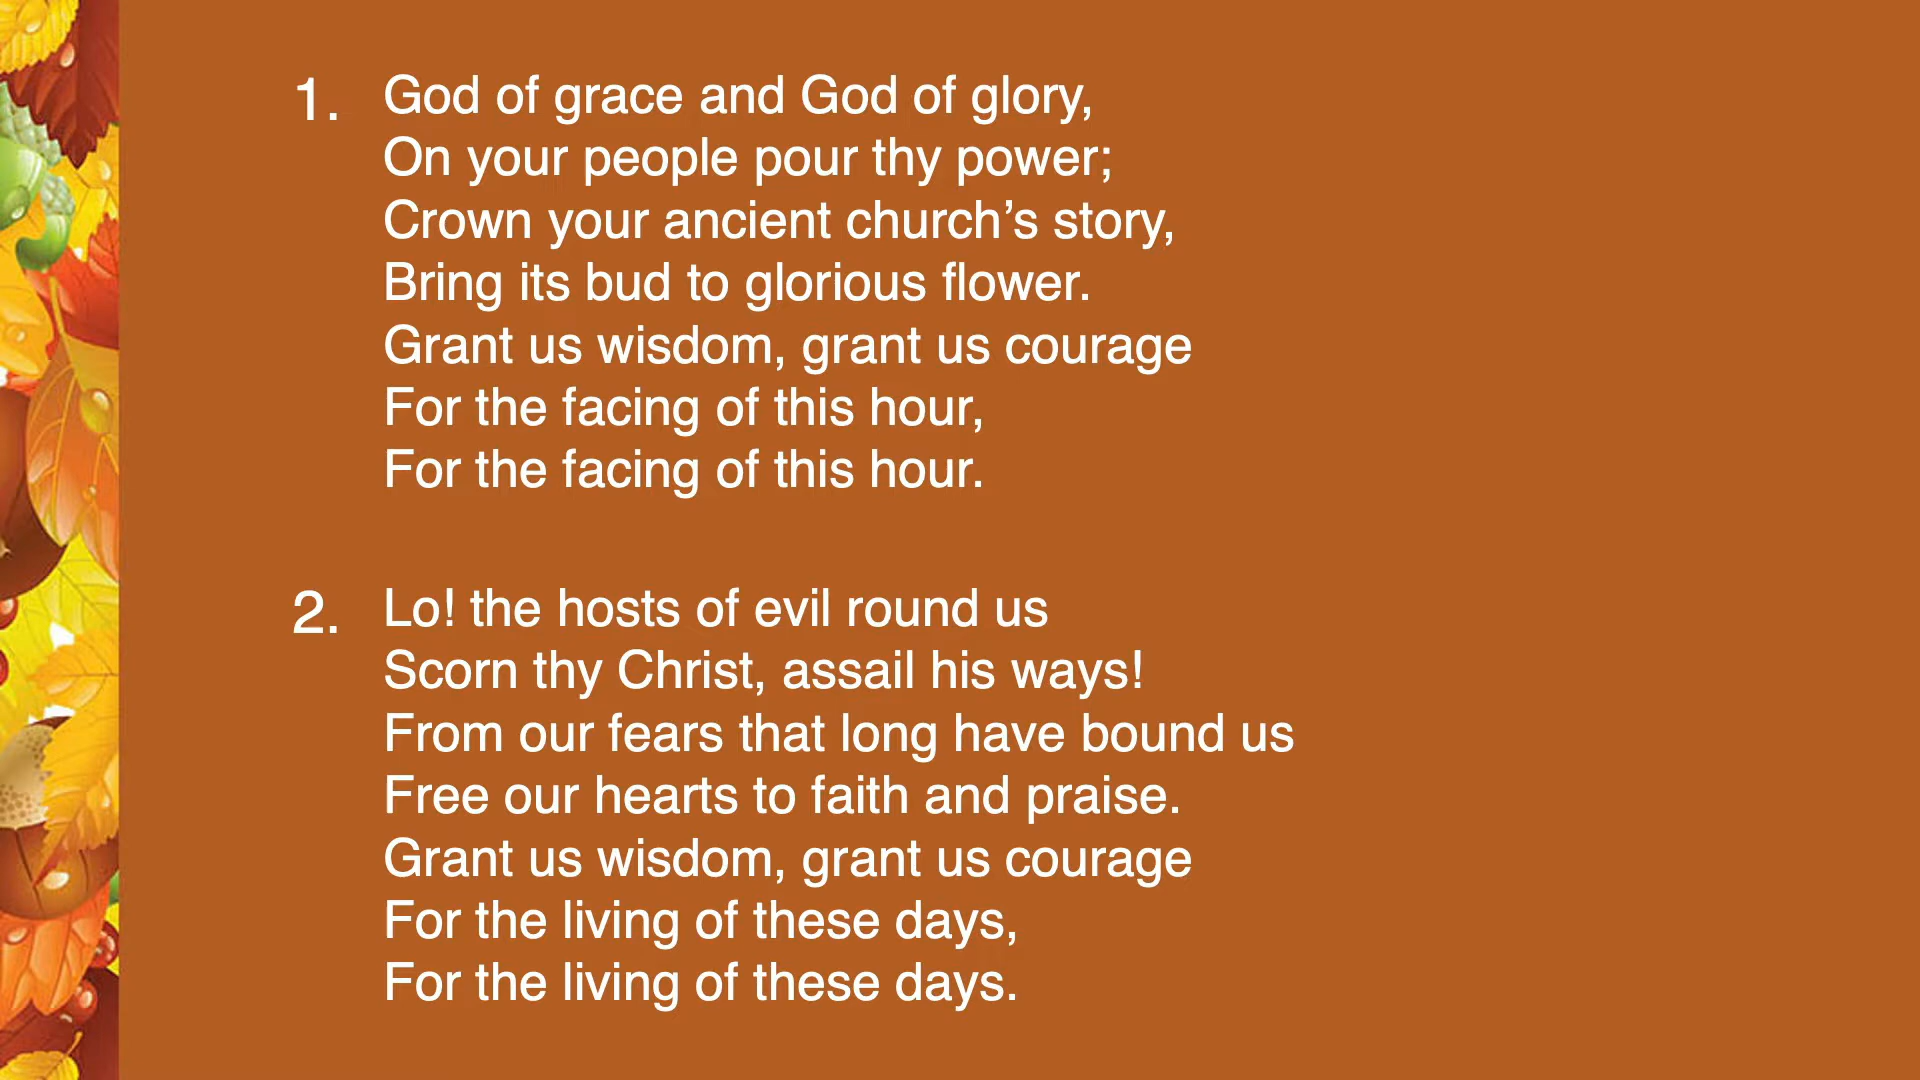 1. God of grace and God of glory,
On your people pour thy power;
Crown your ancient church’s story,
Bring its bud to glorious flower.
Grant us wisdom, grant us courage
For the facing of this hour,
For the facing of this hour.
2. Lo! the hosts of evil round us
Scorn thy Christ, assail his ways!
From our fears that long have bound us
Free our hearts to faith and praise.
Grant us wisdom, grant us courage
For the living of these days,
For the living of these days.